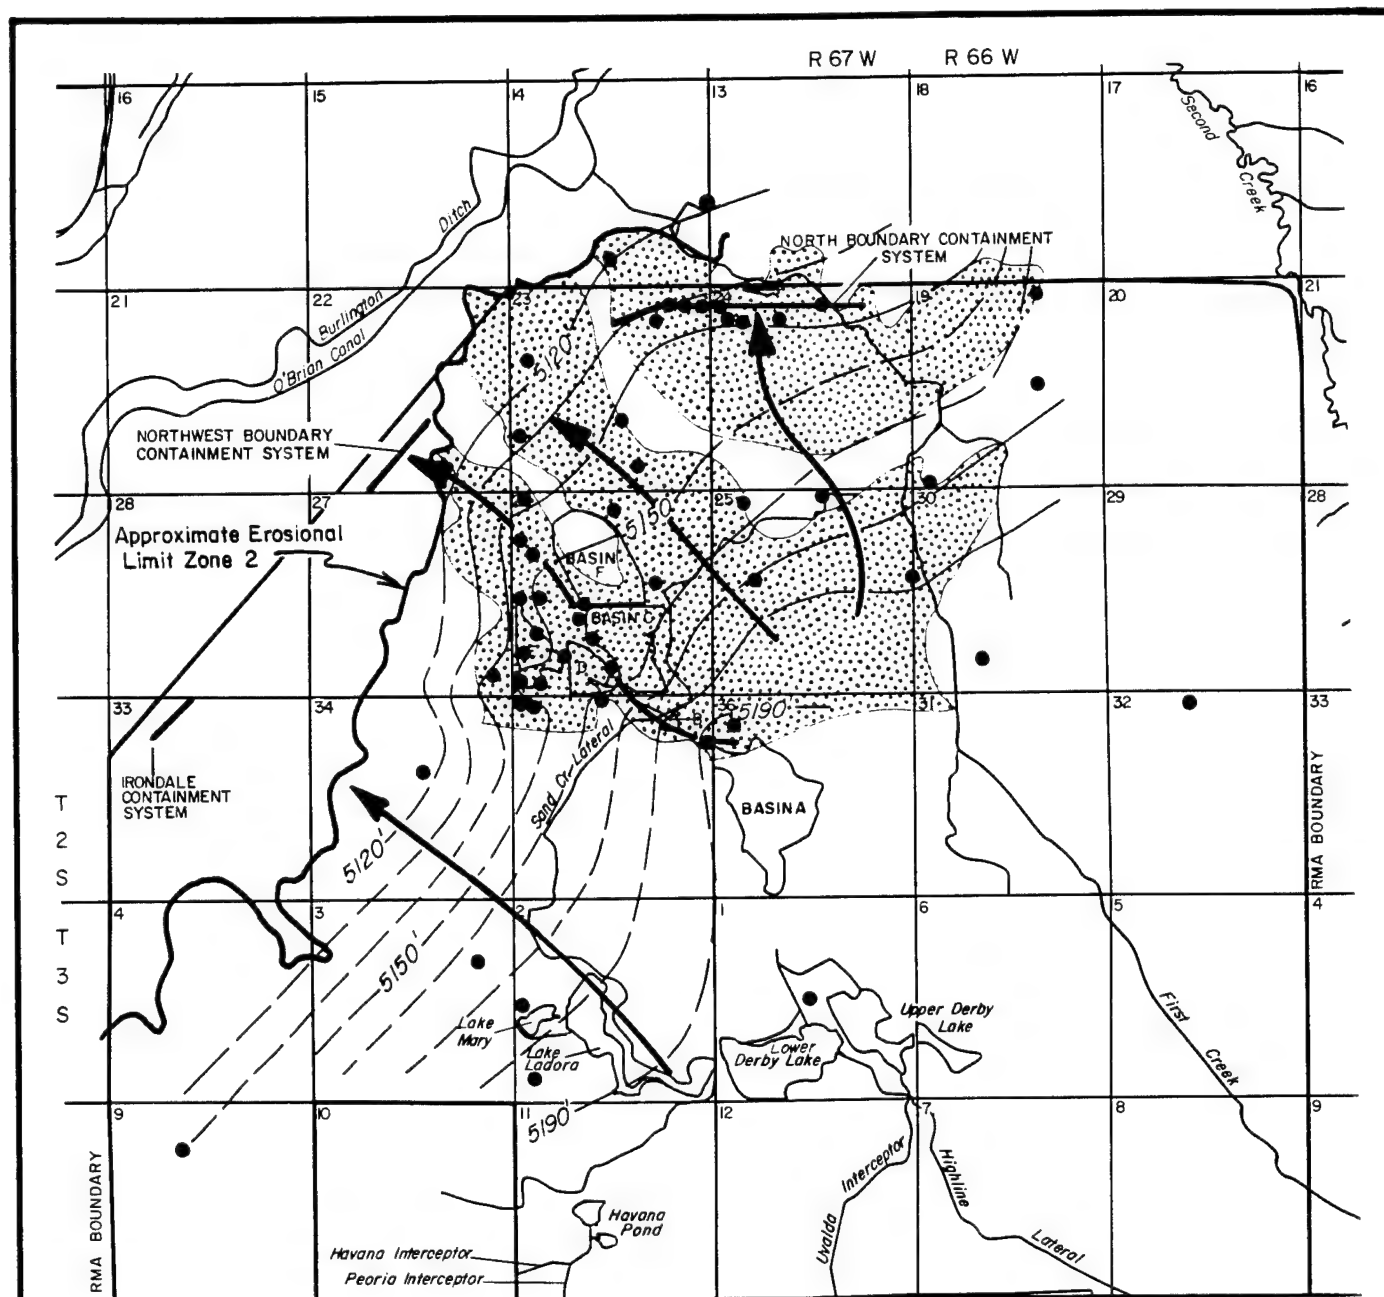 R 67 W R 66 W
16 15 14 13 18 17 16
Second
Creek
Ditch
NORTH BOUNDARY CONTAINMENT
SYSTEM
21 22 23 24 19 20 21
Burlington
O'Brian Canal
5120'
NORTHWEST BOUNDARY
CONTAINMENT SYSTEM
28 27 25 30 29 28
5150'
Approximate Erosional
Limit Zone 2
BASIN
F
BASIN C
D
33 34 36 31 32 33
B
5190'
Sand Cr. Lateral
IRONDALE
CONTAINMENT
SYSTEM
BASIN A
RMA BOUNDARY
T
2
S
5120'
4 3 2 1 6 5 4
T
3
S
5150'
First
Creek
Lake
Mary
Lake
Ladora
Lower
Derby Lake
Upper Derby
Lake
9 10 11 12 7 8 9
5190'
RMA BOUNDARY
Interceptor
Uvalda
Highline
Lateral
Havana
Pond
Havana Interceptor
Peoria Interceptor